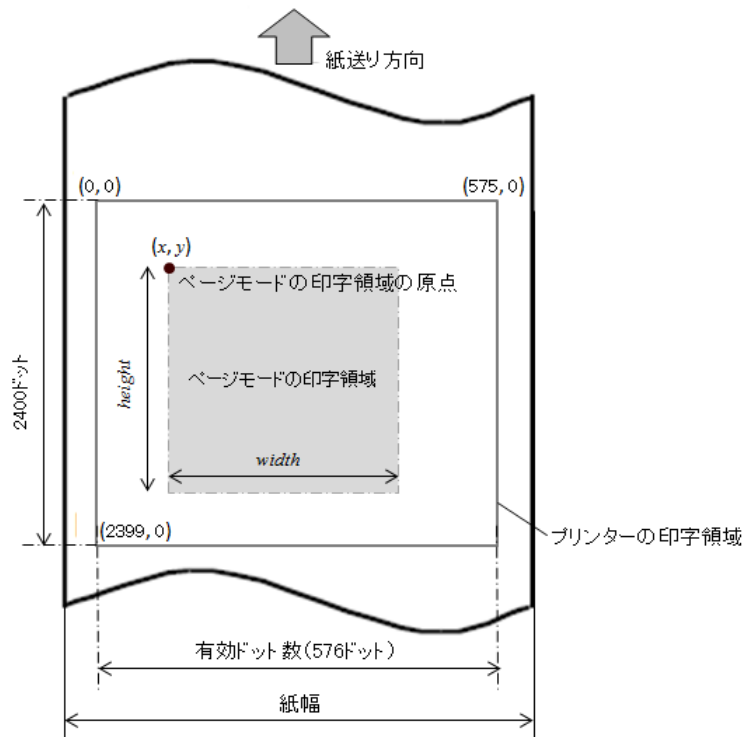 紙送り方向
(0, 0)
(575, 0)
(x, y)
ページモードの印字領域の原点
2400ドット
height
ページモードの印字領域
width
(2399, 0)
プリンターの印字領域
有効ドット数(576ドット)
紙幅